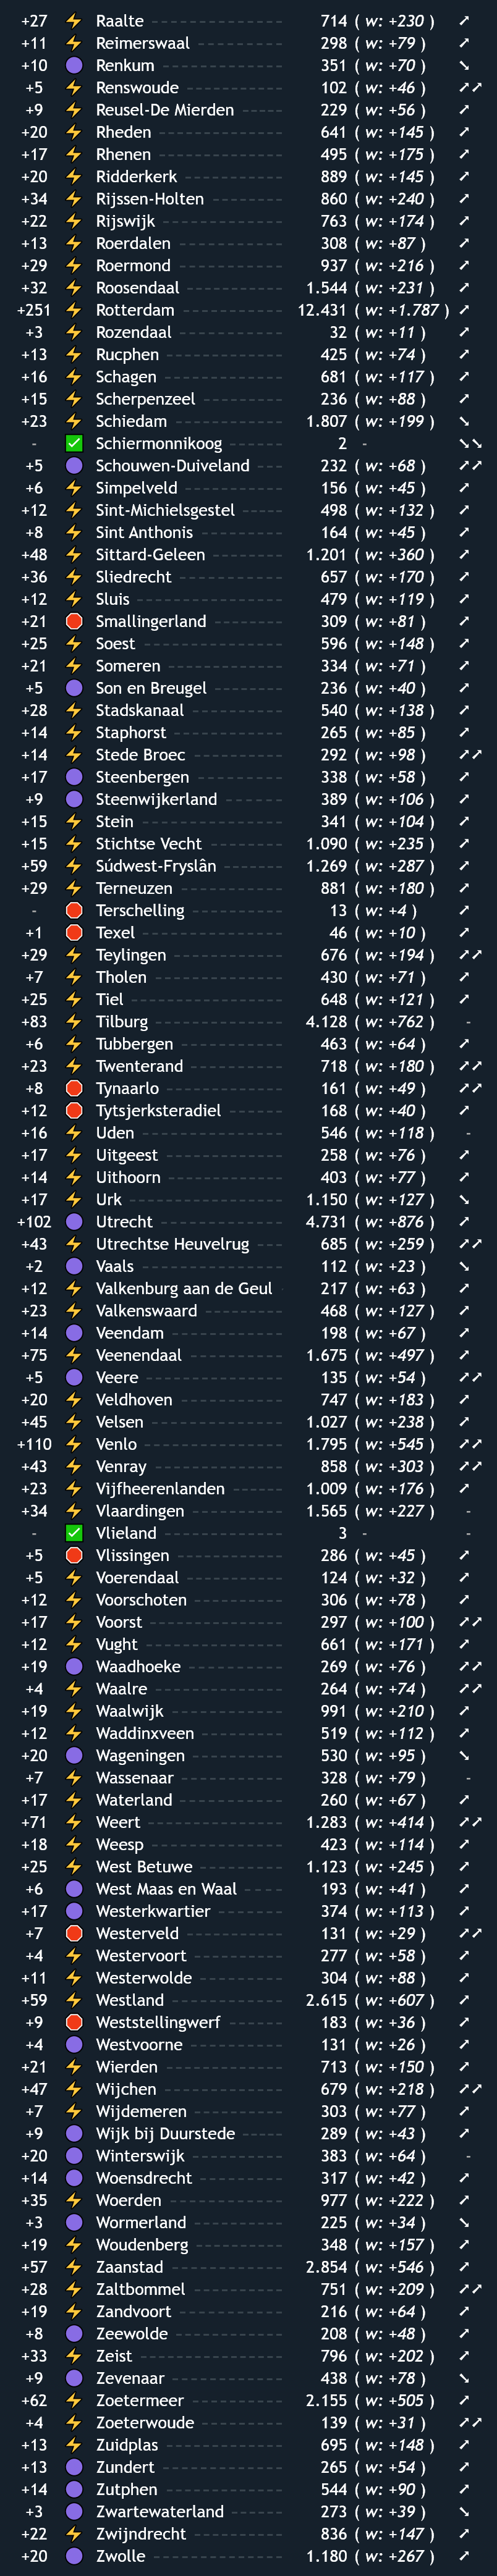 +27 ⚡ Raalte 714 ( w: +230 ) ↗
+11 ⚡ Reimerswaal 298 ( w: +79 ) ↗
+10 🟣 Renkum 351 ( w: +70 ) ↘
+5 ⚡ Renswoude 102 ( w: +46 ) ↗↗
+9 ⚡ Reusel-De Mierden 229 ( w: +56 ) ↗
+20 ⚡ Rheden 641 ( w: +145 ) ↗
+17 ⚡ Rhenen 495 ( w: +175 ) ↗
+20 ⚡ Ridderkerk 889 ( w: +145 ) ↗
+34 ⚡ Rijssen-Holten 860 ( w: +240 ) ↗
+22 ⚡ Rijswijk 763 ( w: +174 ) ↗
+13 ⚡ Roerdalen 308 ( w: +87 ) ↗
+29 ⚡ Roermond 937 ( w: +216 ) ↗
+32 ⚡ Roosendaal 1.544 ( w: +231 ) ↗
+251 ⚡ Rotterdam 12.431 ( w: +1.787 ) ↗
+3 ⚡ Rozendaal 32 ( w: +11 ) ↗
+13 ⚡ Rucphen 425 ( w: +74 ) ↗
+16 ⚡ Schagen 681 ( w: +117 ) ↗
+15 ⚡ Scherpenzeel 236 ( w: +88 ) ↗
+23 ⚡ Schiedam 1.807 ( w: +199 ) ↘
- ✅ Schiermonnikoog 2 - ↘↘
+5 🟣 Schouwen-Duiveland 232 ( w: +68 ) ↗↗
+6 ⚡ Simpelveld 156 ( w: +45 ) ↗
+12 ⚡ Sint-Michielsgestel 498 ( w: +132 ) ↗
+8 ⚡ Sint Anthonis 164 ( w: +45 ) ↗
+48 ⚡ Sittard-Geleen 1.201 ( w: +360 ) ↗
+36 ⚡ Sliedrecht 657 ( w: +170 ) ↗
+12 ⚡ Sluis 479 ( w: +119 ) ↗
+21 🛑 Smallingerland 309 ( w: +81 ) ↗
+25 ⚡ Soest 596 ( w: +148 ) ↗
+21 ⚡ Someren 334 ( w: +71 ) ↗
+5 🟣 Son en Breugel 236 ( w: +40 ) ↗
+28 ⚡ Stadskanaal 540 ( w: +138 ) ↗
+14 ⚡ Staphorst 265 ( w: +85 ) ↗
+14 ⚡ Stede Broec 292 ( w: +98 ) ↗↗
+17 🟣 Steenbergen 338 ( w: +58 ) ↗
+9 🟣 Steenwijkerland 389 ( w: +106 ) ↗
+15 ⚡ Stein 341 ( w: +104 ) ↗
+15 ⚡ Stichtse Vecht 1.090 ( w: +235 ) ↗
+59 ⚡ Súdwest-Fryslân 1.269 ( w: +287 ) ↗
+29 ⚡ Terneuzen 881 ( w: +180 ) ↗
- 🛑 Terschelling 13 ( w: +4 ) ↗
+1 🛑 Texel 46 ( w: +10 ) ↗
+29 ⚡ Teylingen 676 ( w: +194 ) ↗↗
+7 ⚡ Tholen 430 ( w: +71 ) ↗
+25 ⚡ Tiel 648 ( w: +121 ) ↗
+83 ⚡ Tilburg 4.128 ( w: +762 ) -
+6 ⚡ Tubbergen 463 ( w: +64 ) ↗
+23 ⚡ Twenterand 718 ( w: +180 ) ↗↗
+8 🛑 Tynaarlo 161 ( w: +49 ) ↗↗
+12 🛑 Tytsjerksteradiel 168 ( w: +40 ) ↗
+16 ⚡ Uden 546 ( w: +118 ) -
+17 ⚡ Uitgeest 258 ( w: +76 ) ↗
+14 ⚡ Uithoorn 403 ( w: +77 ) ↗
+17 ⚡ Urk 1.150 ( w: +127 ) ↘
+102 🟣 Utrecht 4.731 ( w: +876 ) ↗
+43 ⚡ Utrechtse Heuvelrug 685 ( w: +259 ) ↗↗
+2 🟣 Vaals 112 ( w: +23 ) ↘
+12 ⚡ Valkenburg aan de Geul 217 ( w: +63 ) ↗
+23 ⚡ Valkenswaard 468 ( w: +127 ) ↗
+14 🟣 Veendam 198 ( w: +67 ) ↗
+75 ⚡ Veenendaal 1.675 ( w: +497 ) ↗
+5 🟣 Veere 135 ( w: +54 ) ↗↗
+20 ⚡ Veldhoven 747 ( w: +183 ) ↗
+45 ⚡ Velsen 1.027 ( w: +238 ) ↗
+110 ⚡ Venlo 1.795 ( w: +545 ) ↗↗
+43 ⚡ Venray 858 ( w: +303 ) ↗↗
+23 ⚡ Vijfheerenlanden 1.009 ( w: +176 ) ↗
+34 ⚡ Vlaardingen 1.565 ( w: +227 ) -
- ✅ Vlieland 3 - -
+5 🛑 Vlissingen 286 ( w: +45 ) ↗
+5 ⚡ Voerendaal 124 ( w: +32 ) ↗
+12 ⚡ Voorschoten 306 ( w: +78 ) ↗
+17 ⚡ Voorst 297 ( w: +100 ) ↗↗
+12 ⚡ Vught 661 ( w: +171 ) ↗
+19 🟣 Waadhoeke 269 ( w: +76 ) ↗↗
+4 ⚡ Waalre 264 ( w: +74 ) ↗↗
+19 ⚡ Waalwijk 991 ( w: +210 ) ↗
+12 ⚡ Waddinxveen 519 ( w: +112 ) ↗
+20 🟣 Wageningen 530 ( w: +95 ) ↘
+7 ⚡ Wassenaar 328 ( w: +79 ) -
+17 ⚡ Waterland 260 ( w: +67 ) ↗
+71 ⚡ Weert 1.283 ( w: +414 ) ↗↗
+18 ⚡ Weesp 423 ( w: +114 ) ↗
+25 ⚡ West Betuwe 1.123 ( w: +245 ) ↗
+6 🟣 West Maas en Waal 193 ( w: +41 ) ↗
+17 🟣 Westerkwartier 374 ( w: +113 ) ↗
+7 🛑 Westerveld 131 ( w: +29 ) ↗↗
+4 ⚡ Westervoort 277 ( w: +58 ) ↗
+11 ⚡ Westerwolde 304 ( w: +88 ) ↗
+59 ⚡ Westland 2.615 ( w: +607 ) ↗
+9 🛑 Weststellingwerf 183 ( w: +36 ) ↗
+4 🟣 Westvoorne 131 ( w: +26 ) ↗
+21 ⚡ Wierden 713 ( w: +150 ) ↗
+47 ⚡ Wijchen 679 ( w: +218 ) ↗↗
+7 ⚡ Wijdemeren 303 ( w: +77 ) ↗
+9 🟣 Wijk bij Duurstede 289 ( w: +43 ) ↗
+20 🟣 Winterswijk 383 ( w: +64 ) -
+14 🟣 Woensdrecht 317 ( w: +42 ) ↗
+35 ⚡ Woerden 977 ( w: +222 ) ↗
+3 🟣 Wormerland 225 ( w: +34 ) ↘
+19 ⚡ Woudenberg 348 ( w: +157 ) ↗
+57 ⚡ Zaanstad 2.854 ( w: +546 ) ↗
+28 ⚡ Zaltbommel 751 ( w: +209 ) ↗↗
+19 ⚡ Zandvoort 216 ( w: +64 ) ↗
+8 🟣 Zeewolde 208 ( w: +48 ) ↗
+33 ⚡ Zeist 796 ( w: +202 ) ↗
+9 🟣 Zevenaar 438 ( w: +78 ) ↘
+62 ⚡ Zoetermeer 2.155 ( w: +505 ) ↗
+4 ⚡ Zoeterwoude 139 ( w: +31 ) ↗↗
+13 ⚡ Zuidplas 695 ( w: +148 ) ↗
+13 🟣 Zundert 265 ( w: +54 ) ↗
+14 🟣 Zutphen 544 ( w: +90 ) ↗
+3 🟣 Zwartewaterland 273 ( w: +39 ) ↘
+22 ⚡ Zwijndrecht 836 ( w: +147 ) ↗
+20 🟣 Zwolle 1.180 ( w: +267 ) ↗